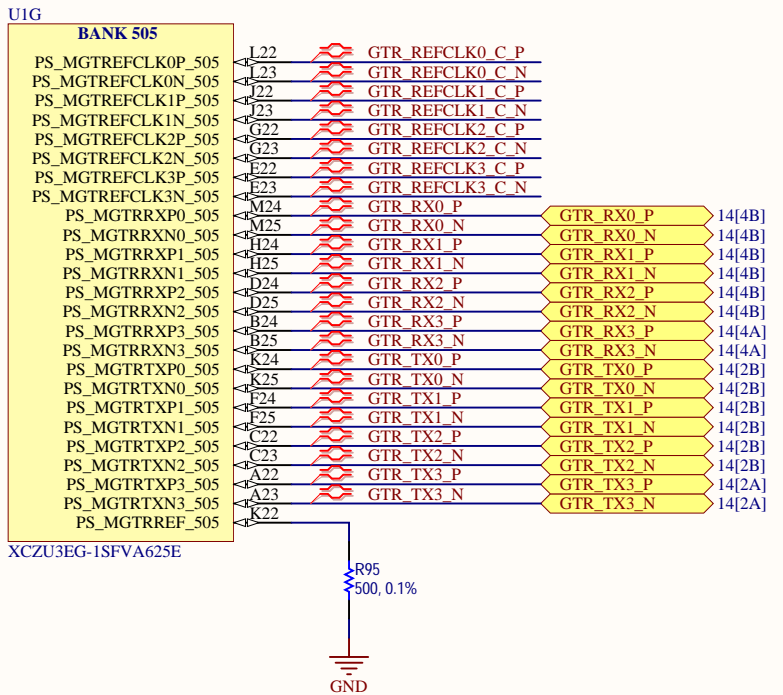 U1G
BANK 505
PS_MGTREFCLK0P_505 L22 GTR_REFCLK0_C_P
PS_MGTREFCLK0N_505 L23 GTR_REFCLK0_C_N
PS_MGTREFCLK1P_505 J22 GTR_REFCLK1_C_P
PS_MGTREFCLK1N_505 J23 GTR_REFCLK1_C_N
PS_MGTREFCLK2P_505 G22 GTR_REFCLK2_C_P
PS_MGTREFCLK2N_505 G23 GTR_REFCLK2_C_N
PS_MGTREFCLK3P_505 E22 GTR_REFCLK3_C_P
PS_MGTREFCLK3N_505 E23 GTR_REFCLK3_C_N
PS_MGTRRXP0_505 M24 GTR_RX0_P GTR_RX0_P 14[4B]
PS_MGTRRXN0_505 M25 GTR_RX0_N GTR_RX0_N 14[4B]
PS_MGTRRXP1_505 H24 GTR_RX1_P GTR_RX1_P 14[4B]
PS_MGTRRXN1_505 H25 GTR_RX1_N GTR_RX1_N 14[4B]
PS_MGTRRXP2_505 D24 GTR_RX2_P GTR_RX2_P 14[4B]
PS_MGTRRXN2_505 D25 GTR_RX2_N GTR_RX2_N 14[4B]
PS_MGTRRXP3_505 B24 GTR_RX3_P GTR_RX3_P 14[4A]
PS_MGTRRXN3_505 B25 GTR_RX3_N GTR_RX3_N 14[4A]
PS_MGTRTXP0_505 K24 GTR_TX0_P GTR_TX0_P 14[2B]
PS_MGTRTXN0_505 K25 GTR_TX0_N GTR_TX0_N 14[2B]
PS_MGTRTXP1_505 F24 GTR_TX1_P GTR_TX1_P 14[2B]
PS_MGTRTXN1_505 F25 GTR_TX1_N GTR_TX1_N 14[2B]
PS_MGTRTXP2_505 C22 GTR_TX2_P GTR_TX2_P 14[2B]
PS_MGTRTXN2_505 C23 GTR_TX2_N GTR_TX2_N 14[2B]
PS_MGTRTXP3_505 A22 GTR_TX3_P GTR_TX3_P 14[2A]
PS_MGTRTXN3_505 A23 GTR_TX3_N GTR_TX3_N 14[2A]
PS_MGTRREF_505 K22
XCZU3EG-1SFVA625E
R95
500, 0.1%
GND